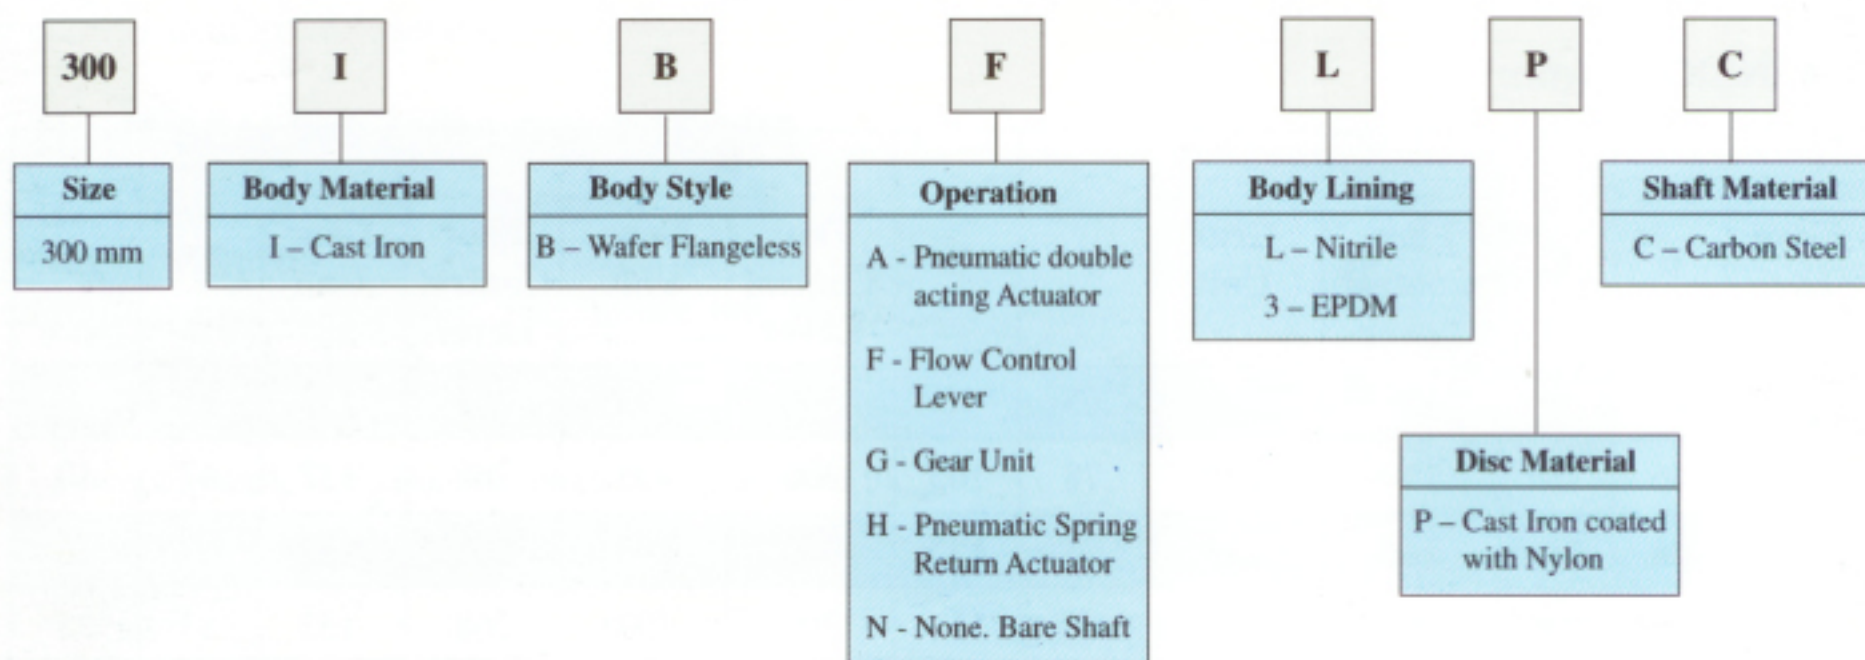 300 I B F L P C
Size
300 mm
Body Material
I – Cast Iron
Body Style
B – Wafer Flangeless
Operation
A - Pneumatic double
acting Actuator
F - Flow Control
Lever
G - Gear Unit
H - Pneumatic Spring
Return Actuator
N - None. Bare Shaft
Body Lining
L – Nitrile
3 – EPDM
Disc Material
P – Cast Iron coated
with Nylon
Shaft Material
C – Carbon Steel